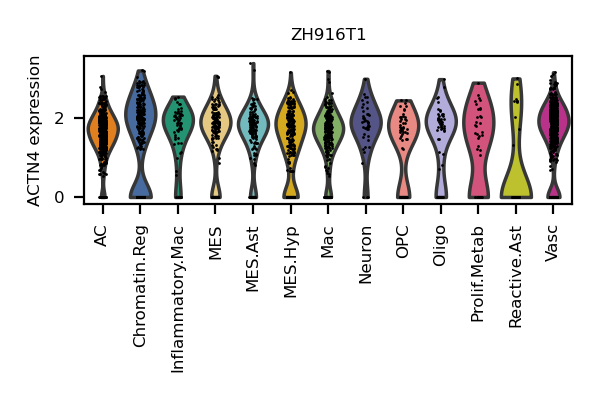 ZH916T1
ACTN4 expression
2
0
AC
Chromatin.Reg
Inflammatory.Mac
MES
MES.Ast
MES.Hyp
Mac
Neuron
OPC
Oligo
Prolif.Metab
Reactive.Ast
Vasc